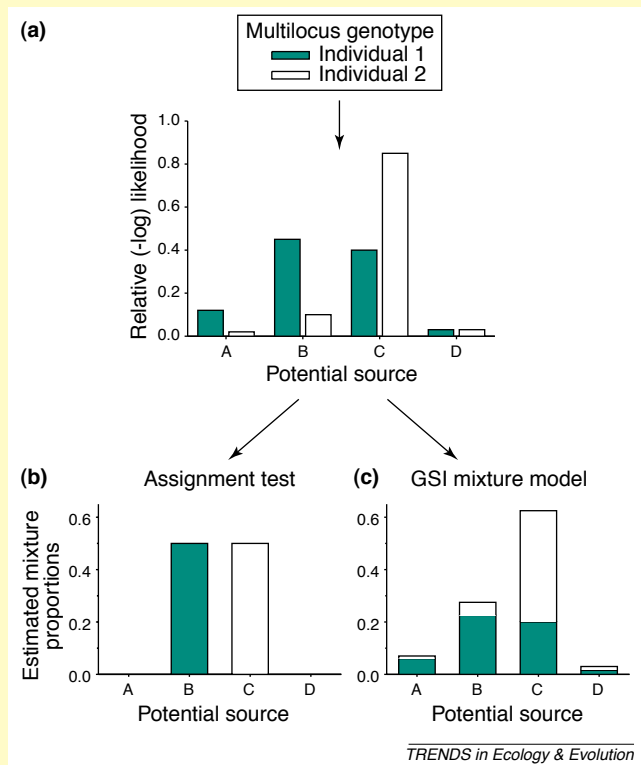 (a)
Multilocus genotype
Individual 1
Individual 2
Relative (-log) likelihood
1.0
0.8
0.6
0.4
0.2
0.0
A B C D
Potential source
(b) Assignment test
Estimated mixture
proportions
0.6
0.4
0.2
0.0
A B C D
Potential source
(c) GSI mixture model
0.6
0.4
0.2
0.0
A B C D
Potential source
TRENDS in Ecology & Evolution